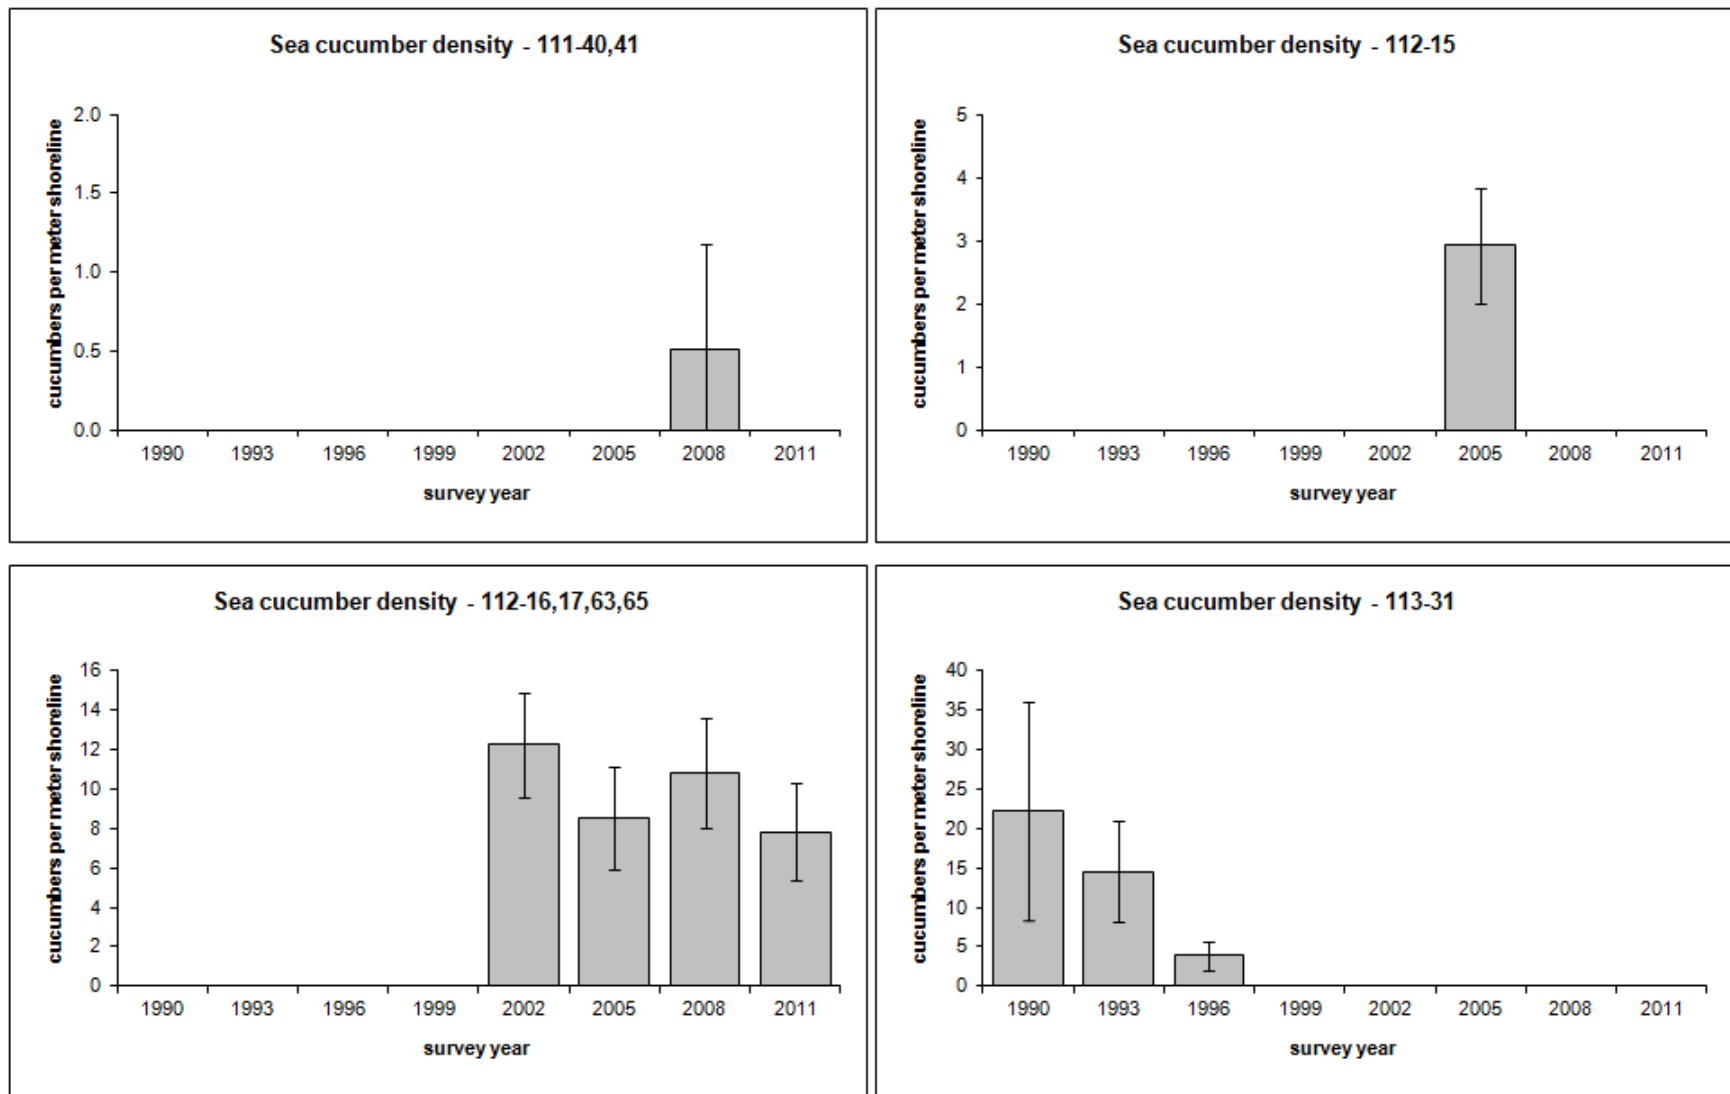 Sea cucumber density - 111-40,41
cucumbers per meter shoreline
2.0
1.5
1.0
0.5
0.0
1990 1993 1996 1999 2002 2005 2008 2011
survey year
Sea cucumber density - 112-15
cucumbers per meter shoreline
5
4
3
2
1
0
1990 1993 1996 1999 2002 2005 2008 2011
survey year
Sea cucumber density - 112-16,17,63,65
cucumbers per meter shoreline
16
14
12
10
8
6
4
2
0
1990 1993 1996 1999 2002 2005 2008 2011
survey year
Sea cucumber density - 113-31
cucumbers per meter shoreline
40
35
30
25
20
15
10
5
0
1990 1993 1996 1999 2002 2005 2008 2011
survey year